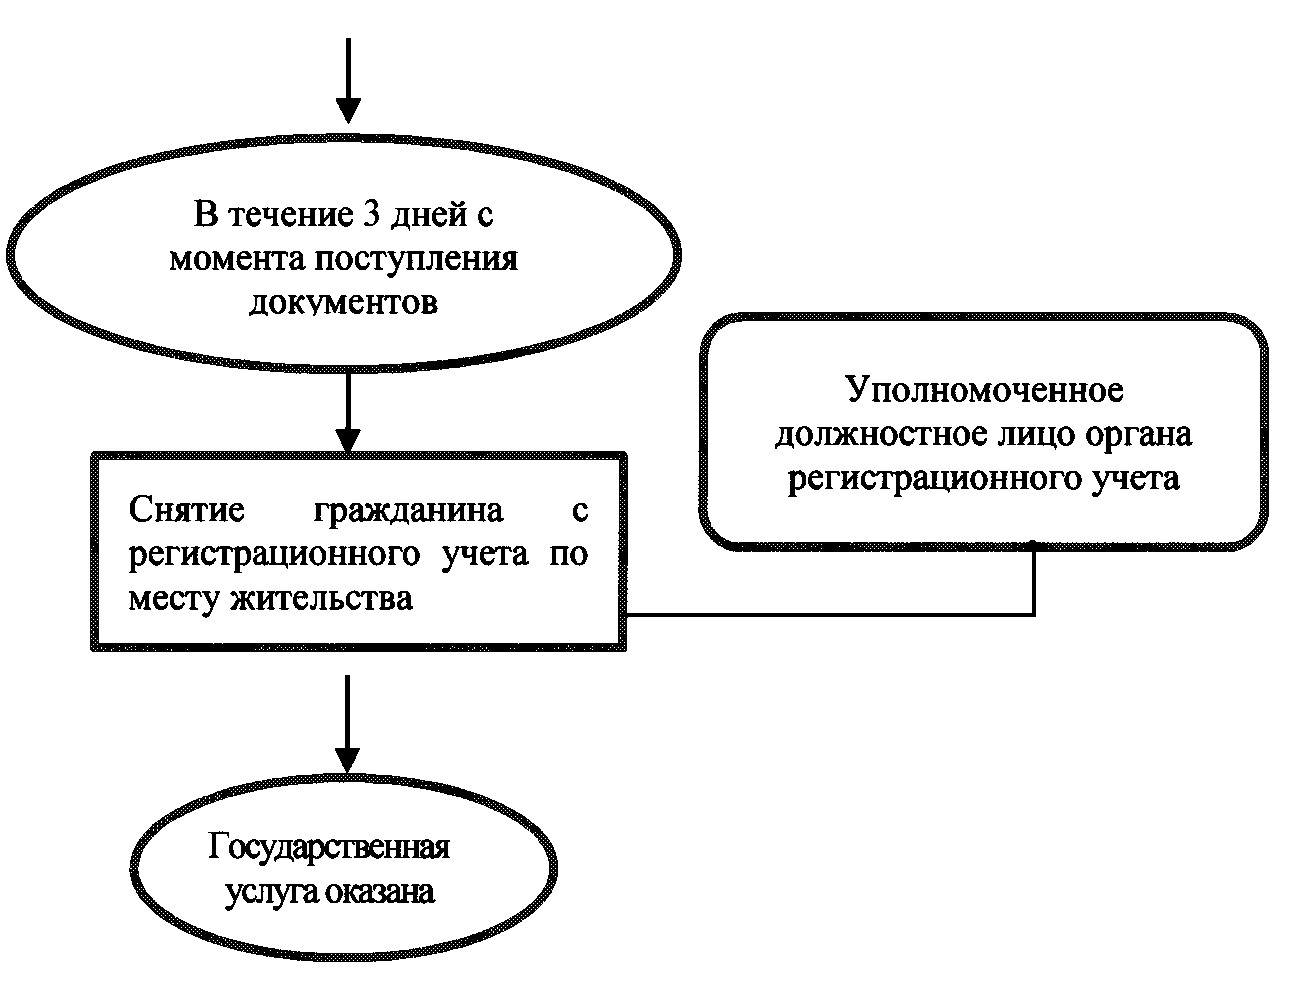 В течение 3 дней с
момента поступления
документов
Уполномоченное
должностное лицо органа
регистрационного учета
Снятие гражданина с
регистрационного учета по
месту жительства
Государственная
услуга оказана